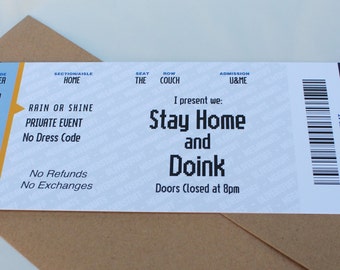 SECTION/AISLE SEAT ROW ADMISSION
HOME THE COUCH U&ME
RAIN OR SHINE
PRIVATE EVENT
No Dress Code
No Refunds
No Exchanges
I present we:
Stay Home
and
Doink
Doors Closed at 8pm